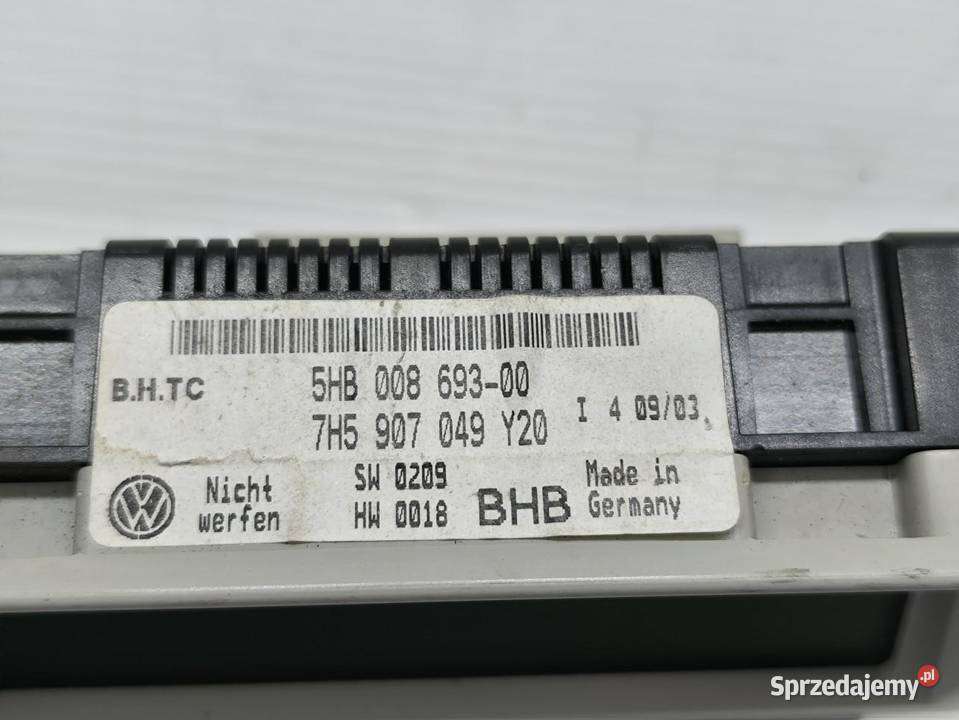 B.H.TC
5HB 008 693-00
7H5 907 049 Y20
I 4 09/03
Nicht
werfen
SW 0209
HW 0018
BHB
Made in
Germany
Sprzedajemy.pl